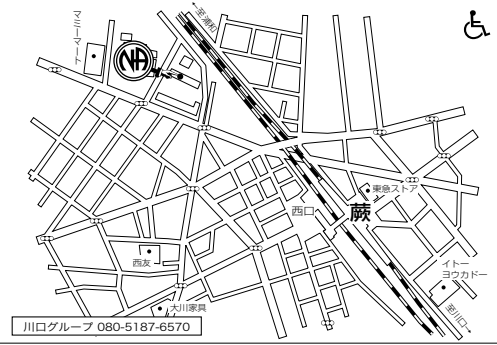 ←至浦和
マミーマート
東急ストア
西口
蕨
西友
イトー
ヨウカドー
大川家具
至川口→
川口グループ 080-5187-6570